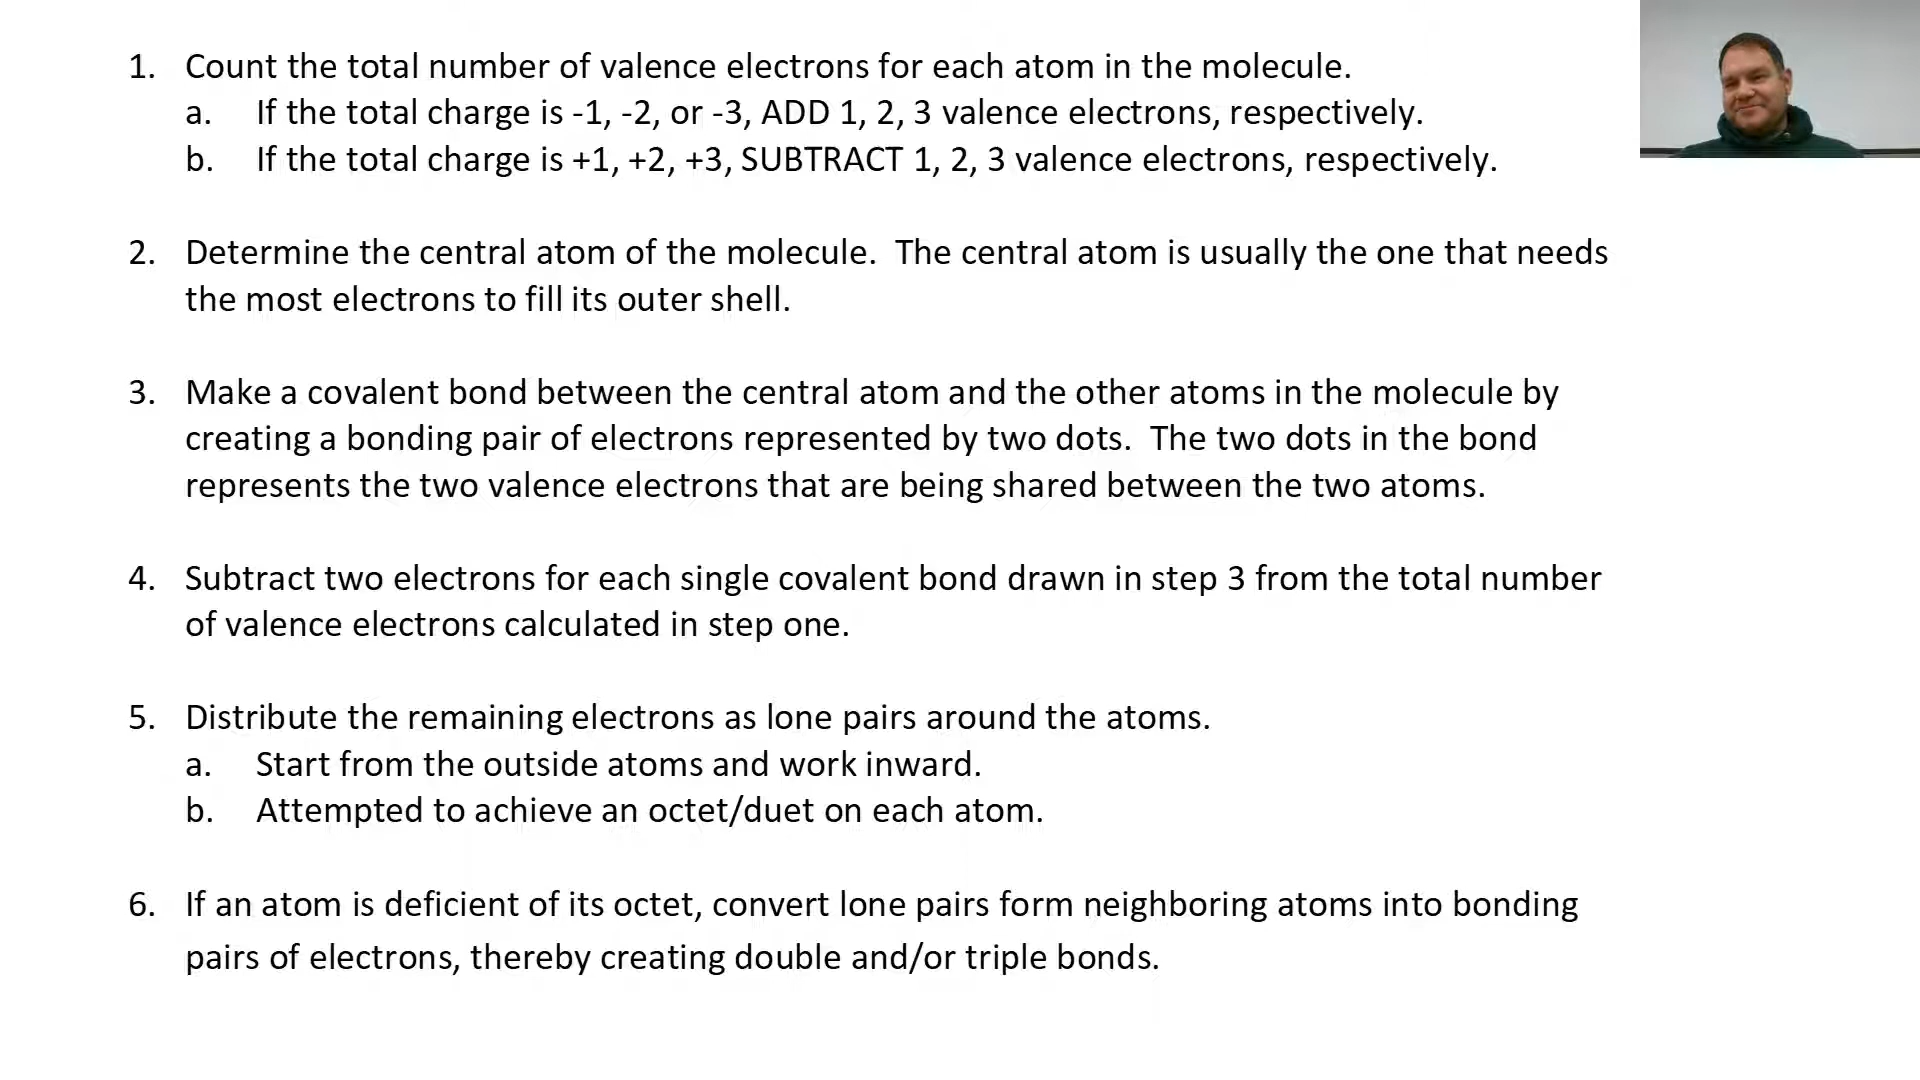 1. Count the total number of valence electrons for each atom in the molecule.
a. If the total charge is -1, -2, or -3, ADD 1, 2, 3 valence electrons, respectively.
b. If the total charge is +1, +2, +3, SUBTRACT 1, 2, 3 valence electrons, respectively.
2. Determine the central atom of the molecule.  The central atom is usually the one that needs
the most electrons to fill its outer shell.
3. Make a covalent bond between the central atom and the other atoms in the molecule by
creating a bonding pair of electrons represented by two dots.  The two dots in the bond
represents the two valence electrons that are being shared between the two atoms.
4. Subtract two electrons for each single covalent bond drawn in step 3 from the total number
of valence electrons calculated in step one.
5. Distribute the remaining electrons as lone pairs around the atoms.
a. Start from the outside atoms and work inward.
b. Attempted to achieve an octet/duet on each atom.
6. If an atom is deficient of its octet, convert lone pairs form neighboring atoms into bonding
pairs of electrons, thereby creating double and/or triple bonds.